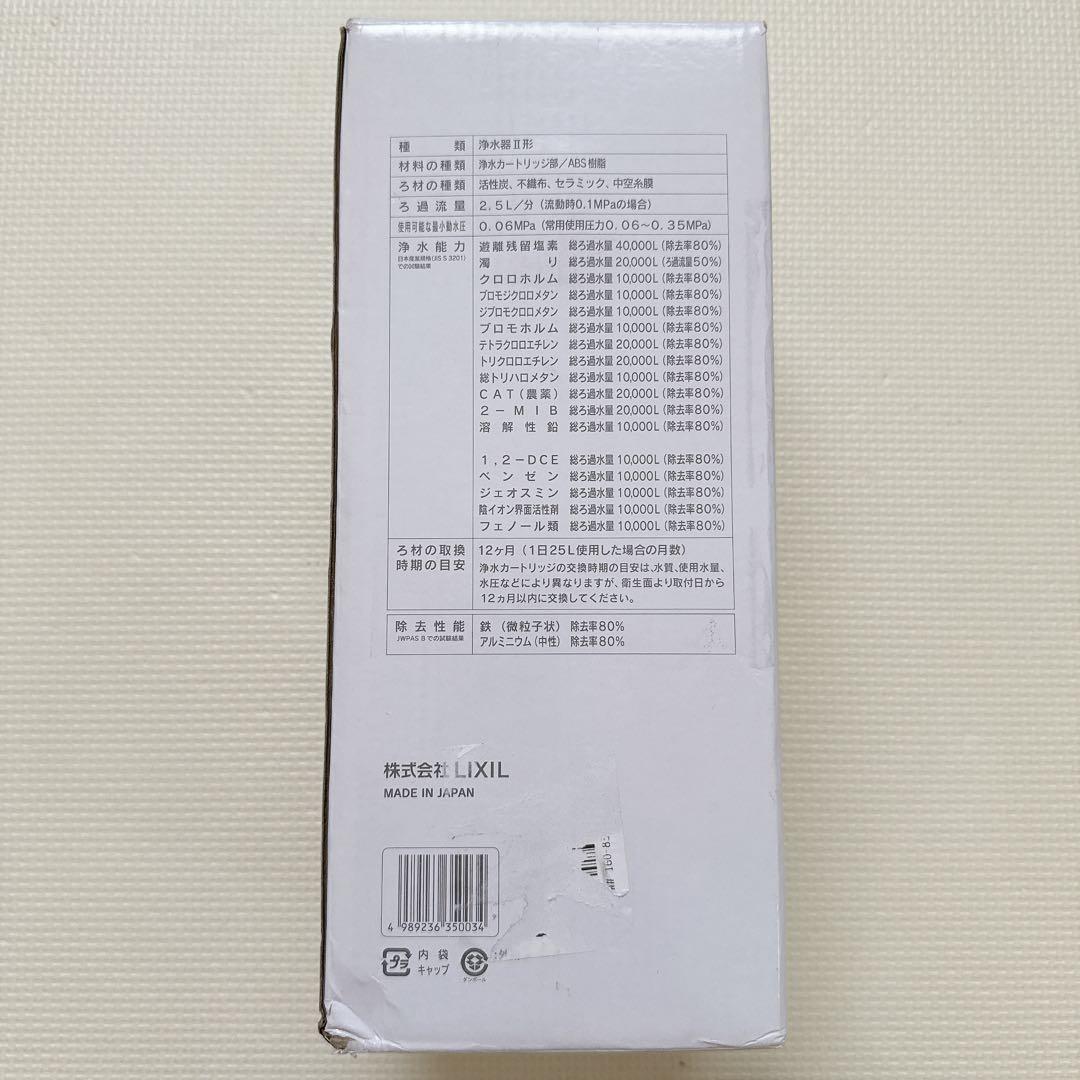 種類 浄水器Ⅱ形
材料の種類 浄水カートリッジ部/ABS樹脂
ろ材の種類 活性炭、不織布、セラミック、中空糸膜
ろ過流量 2.5L/分（流動時0.1MPaの場合）
使用可能な最小動水圧 0.06MPa（常用使用圧力0.06〜0.35MPa）
浄水能力 遊離残留塩素 総ろ過水量 40,000L（除去率80%）
日本産業規格（JIS S 3201）での試験結果 濁り 総ろ過水量 20,000L（ろ過流量50%）
クロロホルム 総ろ過水量 10,000L（除去率80%）
ブロモジクロロメタン 総ろ過水量 10,000L（除去率80%）
ジブロモクロロメタン 総ろ過水量 10,000L（除去率80%）
ブロモホルム 総ろ過水量 10,000L（除去率80%）
テトラクロロエチレン 総ろ過水量 20,000L（除去率80%）
トリクロロエチレン 総ろ過水量 20,000L（除去率80%）
総トリハロメタン 総ろ過水量 10,000L（除去率80%）
CAT（農薬） 総ろ過水量 20,000L（除去率80%）
2-MIB 総ろ過水量 20,000L（除去率80%）
溶解性鉛 総ろ過水量 10,000L（除去率80%）
1,2-DCE 総ろ過水量 10,000L（除去率80%）
ベンゼン 総ろ過水量 10,000L（除去率80%）
ジェオスミン 総ろ過水量 10,000L（除去率80%）
陰イオン界面活性剤 総ろ過水量 10,000L（除去率80%）
フェノール類 総ろ過水量 10,000L（除去率80%）
ろ材の取換時期の目安 12ヶ月（1日25L使用した場合の月数）
浄水カートリッジの交換時期の目安は、水質、使用水量、
水圧などにより異なりますが、衛生面より取付日から
12ヵ月以内に交換してください。
除去性能 鉄（微粒子状） 除去率80%
JWPAS Bでの試験結果 アルミニウム（中性） 除去率80%
株式会社LIXIL
MADE IN JAPAN
# 160-8
4 989236 350034
プラ 内袋 キャップ
ダンボール